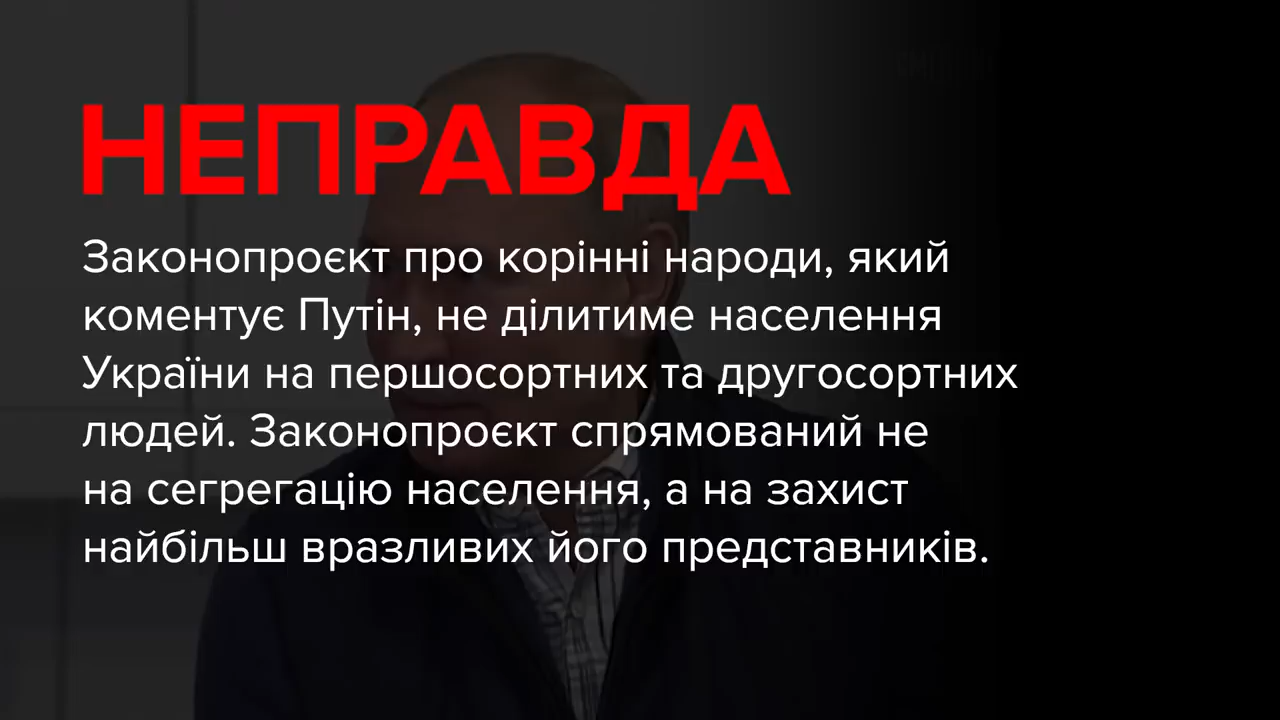 НЕПРАВДА
Законопроєкт про корінні народи, який
коментує Путін, не ділитиме населення
України на першосортних та другосортних
людей. Законопроєкт спрямований не
на сегрегацію населення, а на захист
найбільш вразливих його представників.